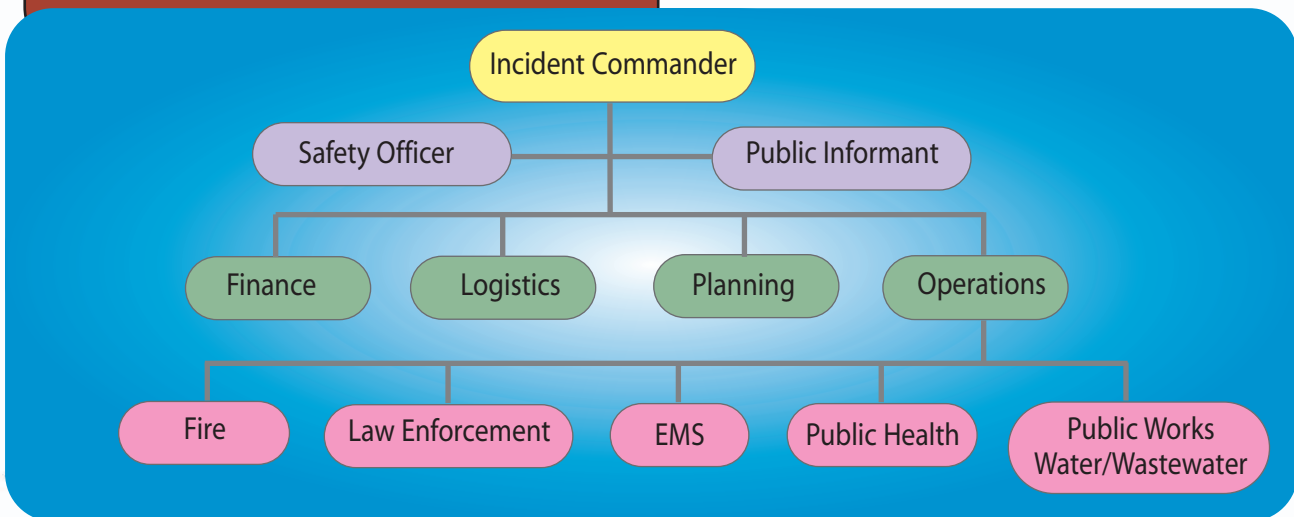 Incident Commander
Safety Officer
Public Informant
Finance
Logistics
Planning
Operations
Fire
Law Enforcement
EMS
Public Health
Public Works
Water/Wastewater